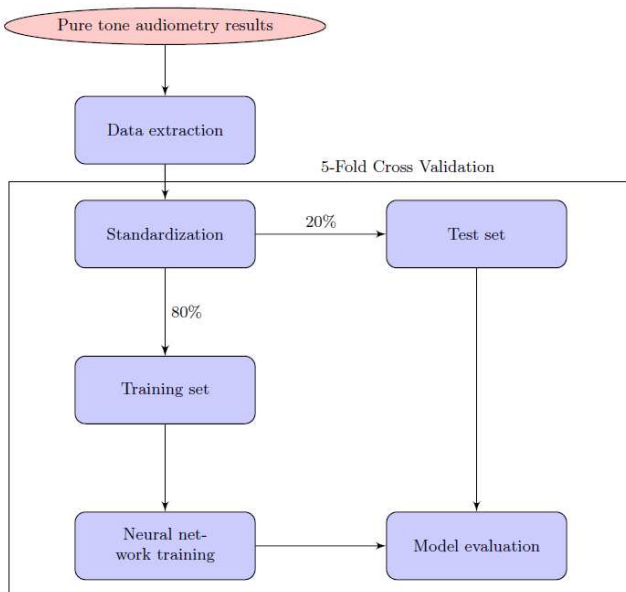 Pure tone audiometry results
Data extraction
5-Fold Cross Validation
Standardization
20%
Test set
80%
Training set
Neural net-
work training
Model evaluation